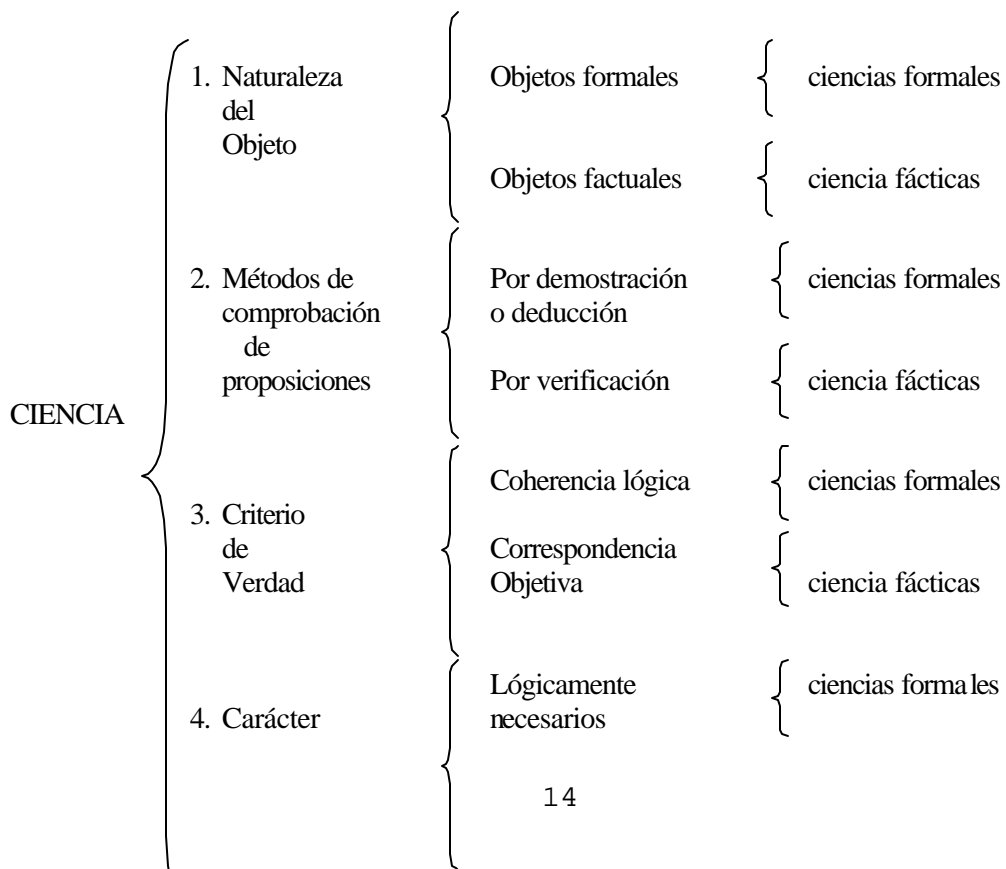 1. Naturaleza
del
Objeto
Objetos formales
ciencias formales
Objetos factuales
ciencia fácticas
2. Métodos de
comprobación
de
proposiciones
Por demostración
o deducción
ciencias formales
Por verificación
ciencia fácticas
CIENCIA
3. Criterio
de
Verdad
Coherencia lógica
ciencias formales
Correspondencia
Objetiva
ciencia fácticas
4. Carácter
Lógicamente
necesarios
ciencias formales
14